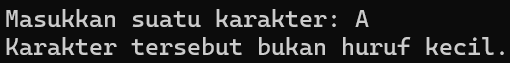 Masukkan suatu karakter: A
Karakter tersebut bukan huruf kecil.